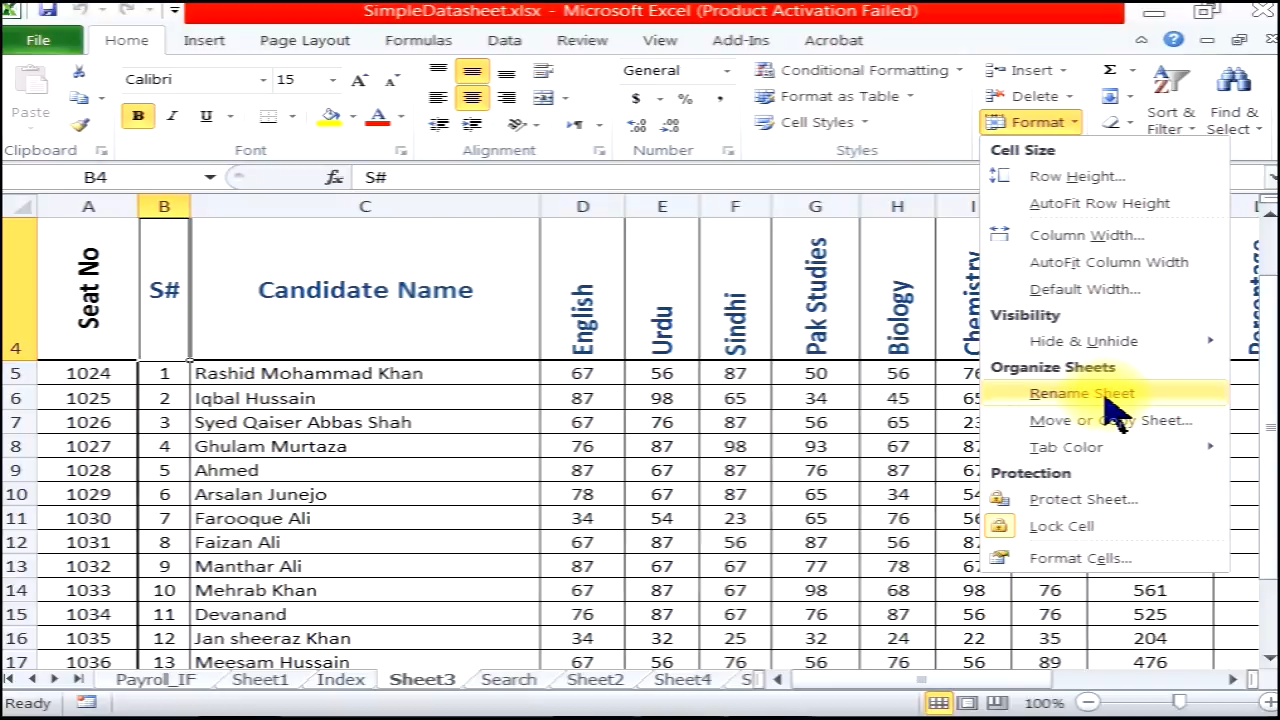 SimpleDatasheet.xlsx - Microsoft Excel (Product Activation Failed)
File Home Insert Page Layout Formulas Data Review View Add-Ins Acrobat
Calibri 15 General Conditional Formatting Insert
Paste B I U $ % , Format as Table Delete Sort & Filter Find & Select
Cell Styles Format
Clipboard Font Alignment Number Styles
B4 fx S#
Cell Size
Row Height...
AutoFit Row Height
Column Width...
AutoFit Column Width
Default Width...
Visibility
Hide & Unhide
Organize Sheets
Rename Sheet
Move or Copy Sheet...
Tab Color
Protection
Protect Sheet...
Lock Cell
Format Cells...
A B C D E F G H I
4 Seat No S# Candidate Name English Urdu Sindhi Pak Studies Biology Chemistry Percentage
5 1024 1 Rashid Mohammad Khan 67 56 87 50 56
6 1025 2 Iqbal Hussain 87 98 65 34 45
7 1026 3 Syed Qaiser Abbas Shah 67 76 87 65 65
8 1027 4 Ghulam Murtaza 76 87 98 93 67
9 1028 5 Ahmed 65 87 67 76 87
10 1029 6 Arsalan Junejo 78 67 87 65 34
11 1030 7 Farooque Ali 34 54 23 65 76
12 1031 8 Faizan Ali 67 87 56 87 56
13 1032 9 Manthar Ali 87 67 67 77 78
14 1033 10 Mehrab Khan 67 87 67 98 68 98 76 561
15 1034 11 Devanand 76 87 67 76 87 56 76 525
16 1035 12 Jan sheeraz Khan 34 32 25 32 24 22 35 204
17 1036 13 Meesam Hussain 67 56 76 56 76 56 89 476
Payroll_IF Sheet1 Index Sheet3 Search Sheet2 Sheet4
Ready 100%